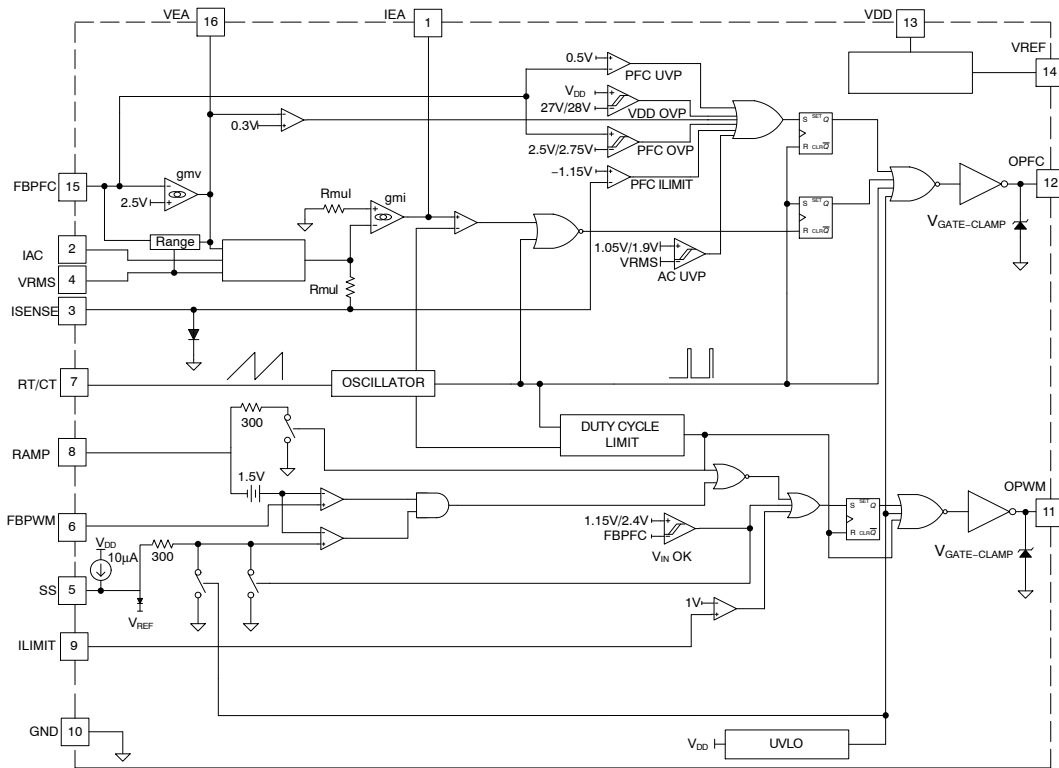 VEA
16
IEA
1
VDD
13
VREF
14
0.5V
PFC UVP
VDD
27V/28V
VDD OVP
0.3V
2.5V/2.75V
PFC OVP
−1.15V
PFC ILIMIT
S SET Q
R CLR Q
FBPFC
15
gmv
2.5V
Rmul
gmi
OPFC
12
VGATE−CLAMP
S SET Q
R CLR Q
IAC
2
Range
1.05V/1.9V
VRMS
AC UVP
VRMS
4
Rmul
ISENSE
3
RT/CT
7
OSCILLATOR
300
DUTY CYCLE
LIMIT
RAMP
8
1.5V
OPWM
11
S SET Q
R CLR Q
FBPWM
6
1.15V/2.4V
FBPFC
VIN OK
VGATE−CLAMP
VDD
10μA
300
SS
5
VREF
1V
ILIMIT
9
GND
10
VDD
UVLO